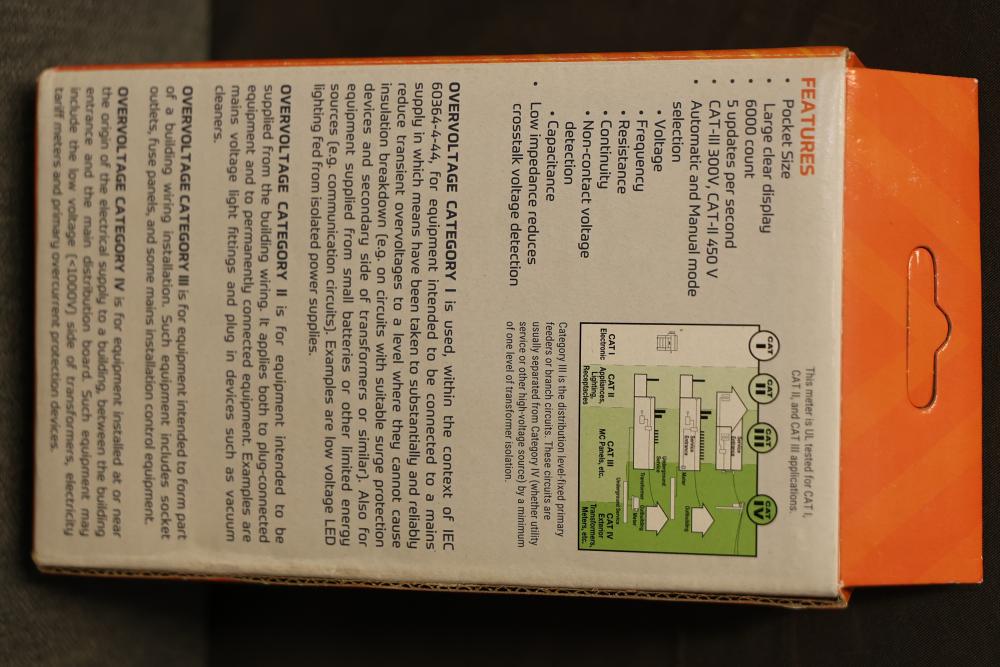 FEATURES
• Pocket Size
• Large clear display
• 6000 count
• 5 updates per second
• CAT-III 300V, CAT-II 450 V
• Automatic and Manual mode
selection
• Voltage
• Frequency
• Resistance
• Continuity
• Non-contact voltage
detection
• Capacitance
• Low impedance reduces
crosstalk voltage detection
This meter is UL tested for CAT I,
CAT II, and CAT III applications.
CAT I
CAT II
CAT III
CAT IV
Service
Entrance
Service
Entrance
Meter
Outbuilding
Underground
Service
Transformer
Outbuilding
Meter
Underground Service
CAT I
Electronic
CAT II
Appliances,
Lighting,
Receptacles
CAT III
MC Panels, etc.
CAT IV
Exterior
Transformers,
Meters, etc.
Category III is the distribution level-fixed primary
feeders or branch circuits. These circuits are
usually separated from Category IV (whether utility
service or other high-voltage source) by a minimum
of one level of transformer isolation.
OVERVOLTAGE CATEGORY I is used, within the context of IEC
60364-4-44, for equipment intended to be connected to a mains
supply in which means have been taken to substantially and reliably
reduce transient overvoltages to a level where they cannot cause
insulation breakdown (e.g. on circuits with suitable surge protection
devices and secondary side of transformers or similar). Also for
equipment supplied from small batteries or other limited energy
sources (e.g. communication circuits). Examples are low voltage LED
lighting fed from isolated power supplies.
OVERVOLTAGE CATEGORY II is for equipment intended to be
supplied from the building wiring. It applies both to plug-connected
equipment and to permanently connected equipment. Examples are
mains voltage light fittings and plug in devices such as vacuum
cleaners.
OVERVOLTAGE CATEGORY III is for equipment intended to form part
of a building wiring installation. Such equipment includes socket
outlets, fuse panels, and some mains installation control equipment.
OVERVOLTAGE CATEGORY IV is for equipment installed at or near
the origin of the electrical supply to a building, between the building
entrance and the main distribution board. Such equipment may
include the low voltage (<1000V) side of transformers, electricity
tariff meters and primary overcurrent protection devices.